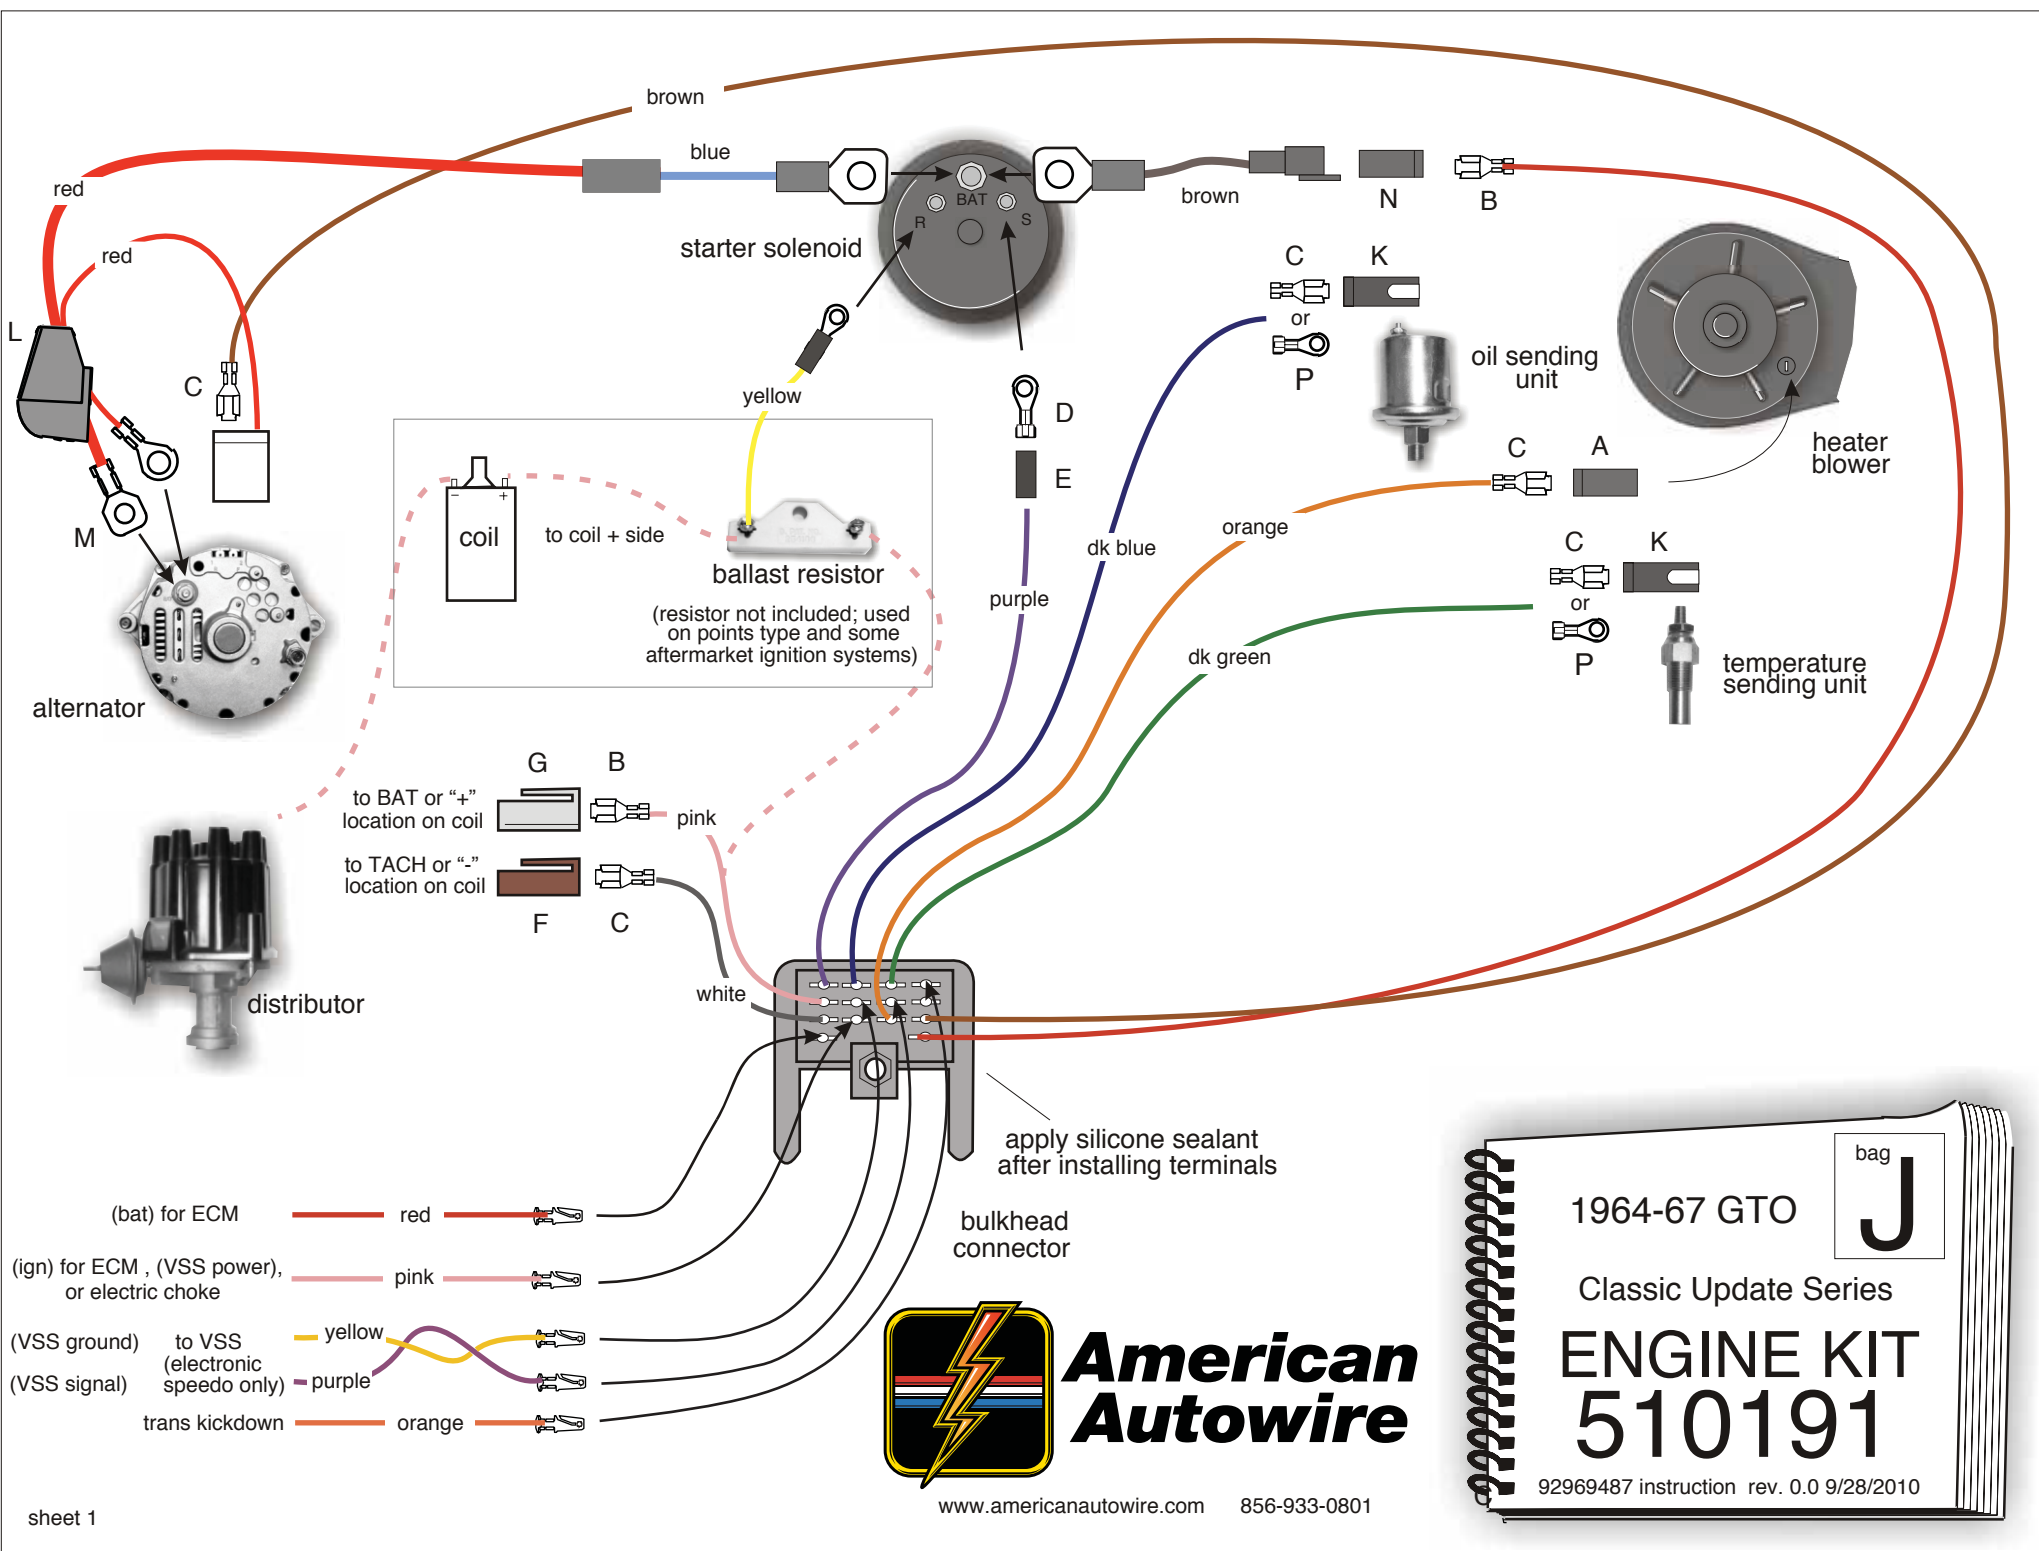 brown
blue
red
red
BAT
R
S
starter solenoid
brown
N
B
L
C
C
K
or
P
oil sending
unit
yellow
D
E
C
A
heater
blower
M
-
+
coil
to coil + side
ballast resistor
(resistor not included; used
on points type and some
aftermarket ignition systems)
purple
dk blue
orange
dk green
C
K
or
P
temperature
sending unit
alternator
G
B
to BAT or “+”
location on coil
pink
to TACH or “-”
location on coil
F
C
white
distributor
apply silicone sealant
after installing terminals
bulkhead
connector
(bat) for ECM
red
(ign) for ECM , (VSS power),
or electric choke
pink
(VSS ground)
to VSS
(electronic
speedo only)
yellow
(VSS signal)
purple
trans kickdown
orange
American
Autowire
www.americanautowire.com 856-933-0801
bag
J
1964-67 GTO
Classic Update Series
ENGINE KIT
510191
92969487 instruction rev. 0.0 9/28/2010
sheet 1